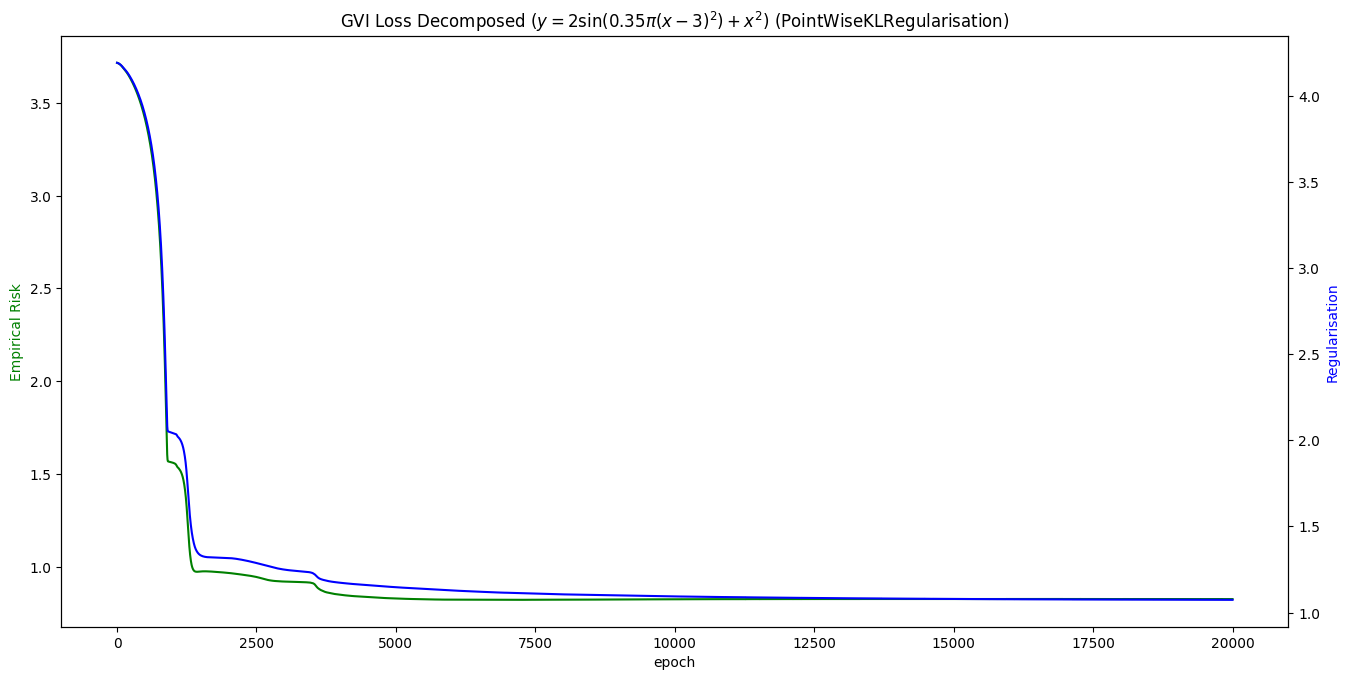 GVI Loss Decomposed (y = 2sin(0.35π(x − 3)²) + x²) (PointWiseKLRegularisation)
Empirical Risk
3.5
3.0
2.5
2.0
1.5
1.0
4.0
3.5
3.0
2.5
2.0
1.5
1.0
Regularisation
0 2500 5000 7500 10000 12500 15000 17500 20000
epoch